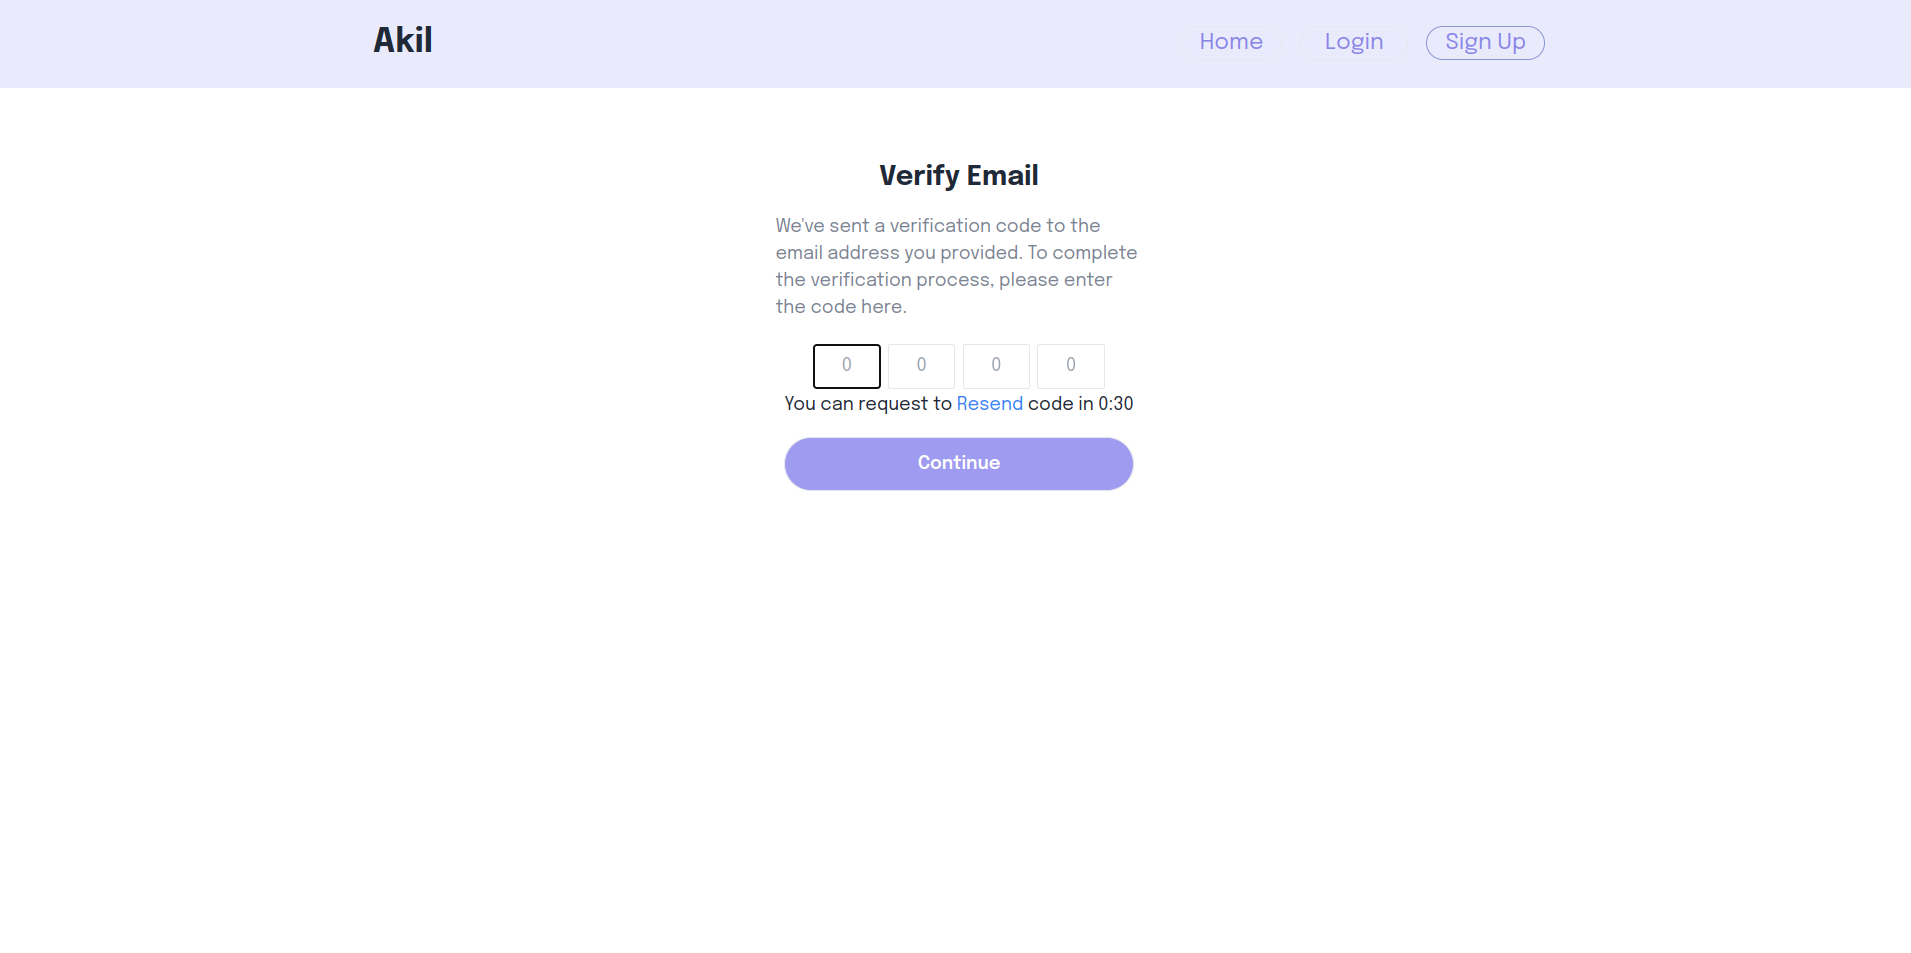 Akil
Home Login Sign Up
Verify Email
We've sent a verification code to the
email address you provided. To complete
the verification process, please enter
the code here.
0 0 0 0
You can request to Resend code in 0:30
Continue